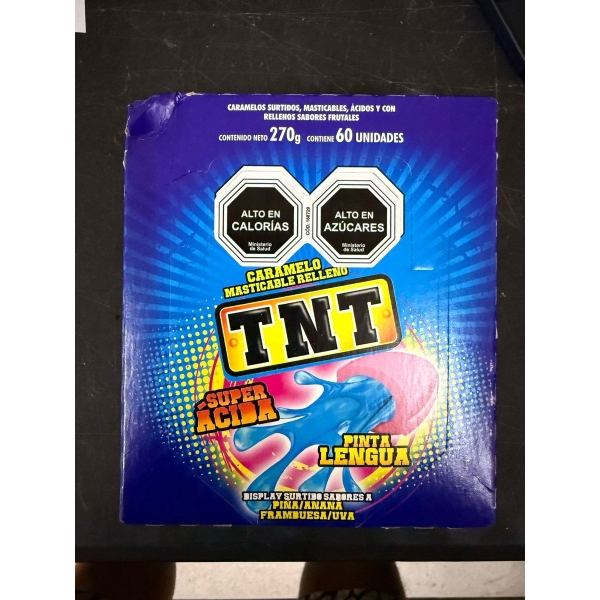 CARAMELOS SURTIDOS, MASTICABLES, ÁCIDOS Y CON
RELLENOS SABORES FRUTALES
CONTENIDO NETO 270g CONTIENE 60 UNIDADES
ALTO EN
CALORÍAS
Ministerio
de Salud
ALTO EN
AZÚCARES
Ministerio
de Salud
CARAMELO
MASTICABLE RELLENO
TNT
SUPER
ÁCIDA
PINTA
LENGUA
DISPLAY SURTIDO SABORES A
PIÑA/ANANA
FRAMBUESA/UVA